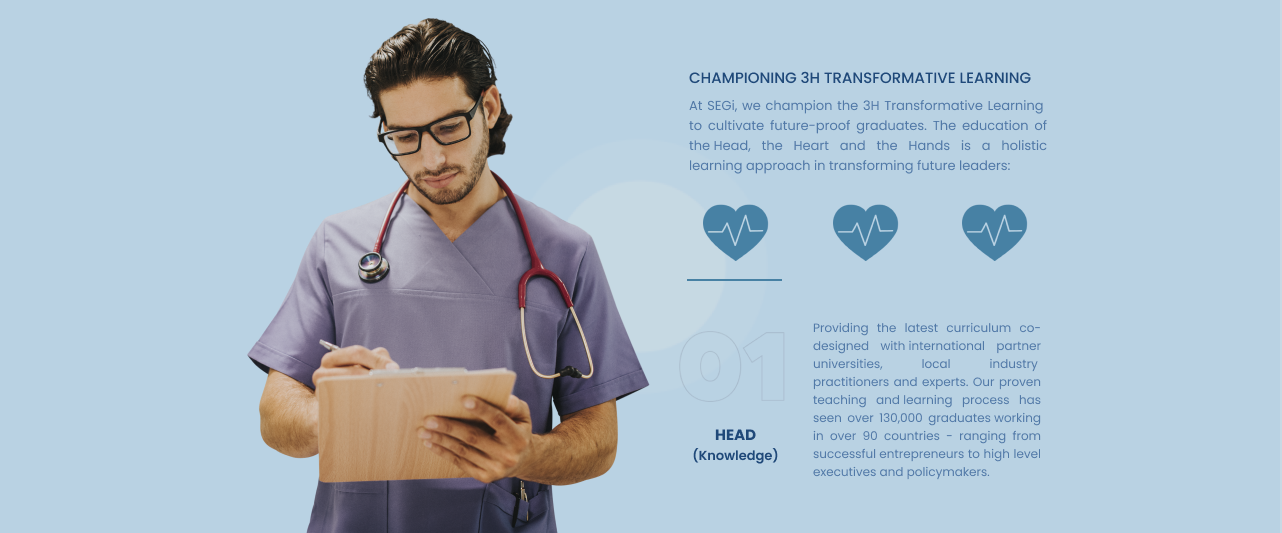 CHAMPIONING 3H TRANSFORMATIVE LEARNING
At SEGi, we champion the 3H Transformative Learning
to cultivate future-proof graduates. The education of
the Head, the Heart and the Hands is a holistic
learning approach in transforming future leaders:
01
HEAD
(Knowledge)
Providing the latest curriculum co-
designed with international partner
universities, local industry
practitioners and experts. Our proven
teaching and learning process has
seen over 130,000 graduates working
in over 90 countries - ranging from
successful entrepreneurs to high level
executives and policymakers.